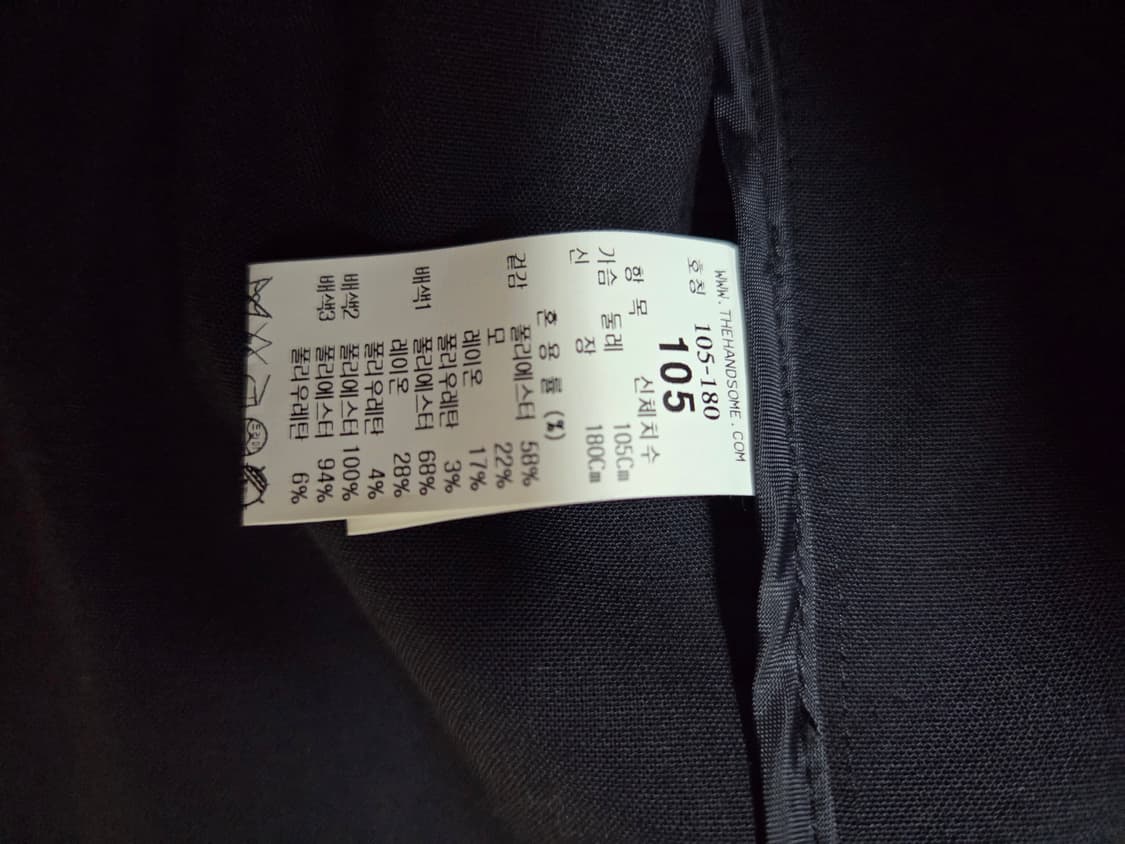 WWW.THEHANDSOME.COM
호칭 105-180
105
항 목 신체치수
가슴 둘레 105Cm
신 장 180Cm
혼 용 률 (%)
겉감 폴리에스터 58%
모 22%
레이온 17%
폴리우레탄 3%
배색1 폴리에스터 68%
레이온 28%
폴리우레탄 4%
배색2 폴리에스터 100%
배색3 폴리에스터 94%
폴리우레탄 6%